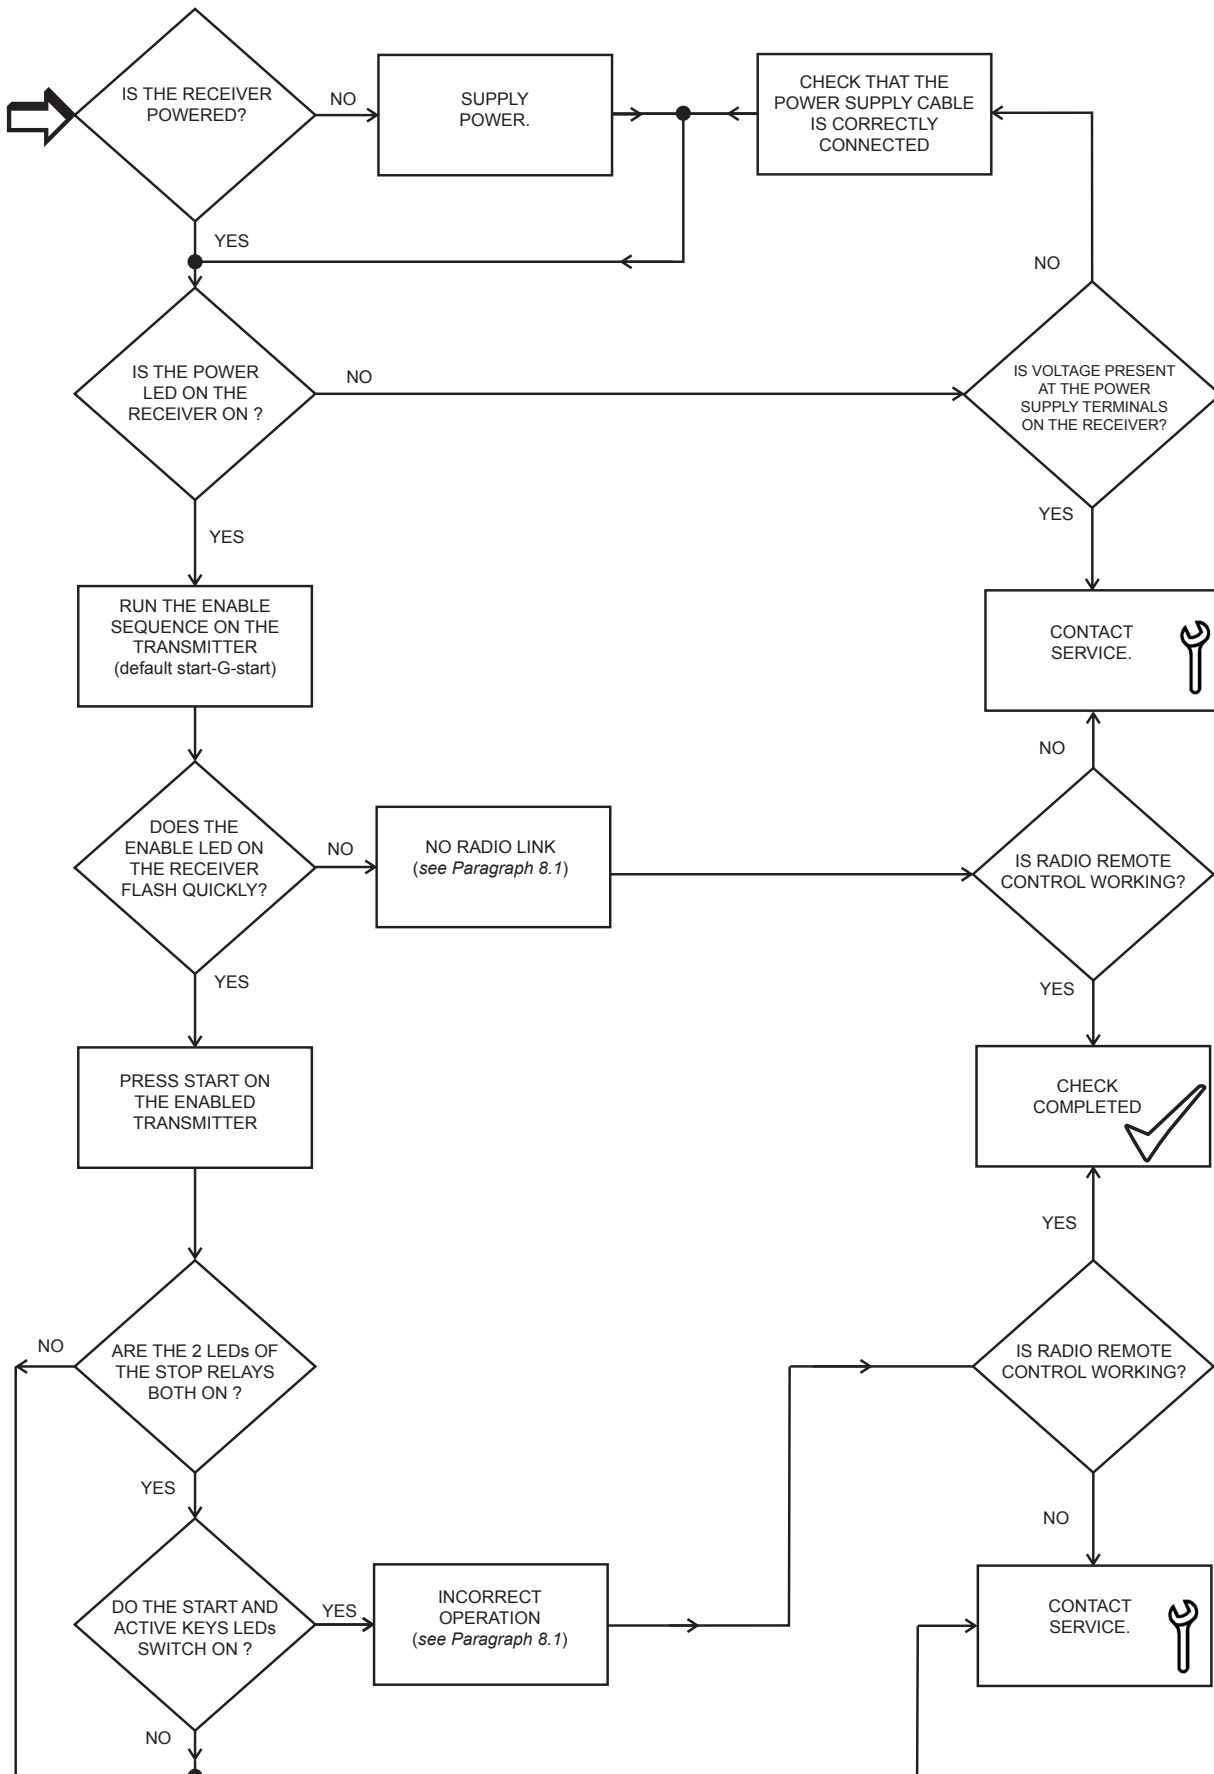 IS THE RECEIVER
POWERED?
NO
SUPPLY
POWER.
CHECK THAT THE
POWER SUPPLY CABLE
IS CORRECTLY
CONNECTED
YES
NO
IS THE POWER
LED ON THE
RECEIVER ON ?
NO
IS VOLTAGE PRESENT
AT THE POWER
SUPPLY TERMINALS
ON THE RECEIVER?
YES
YES
RUN THE ENABLE
SEQUENCE ON THE
TRANSMITTER
(default start-G-start)
CONTACT
SERVICE.
NO
DOES THE
ENABLE LED ON
THE RECEIVER
FLASH QUICKLY?
NO
NO RADIO LINK
(see Paragraph 8.1)
IS RADIO REMOTE
CONTROL WORKING?
YES
YES
PRESS START ON
THE ENABLED
TRANSMITTER
CHECK
COMPLETED
YES
NO
ARE THE 2 LEDs OF
THE STOP RELAYS
BOTH ON ?
IS RADIO REMOTE
CONTROL WORKING?
YES
NO
DO THE START AND
ACTIVE KEYS LEDs
SWITCH ON ?
YES
INCORRECT
OPERATION
(see Paragraph 8.1)
CONTACT
SERVICE.
NO